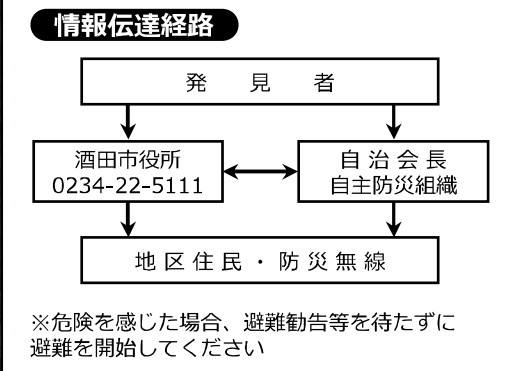 情報伝達経路
発見者
酒田市役所
0234-22-5111
自治会長
自主防災組織
地区住民・防災無線
※危険を感じた場合、避難勧告等を待たずに
避難を開始してください